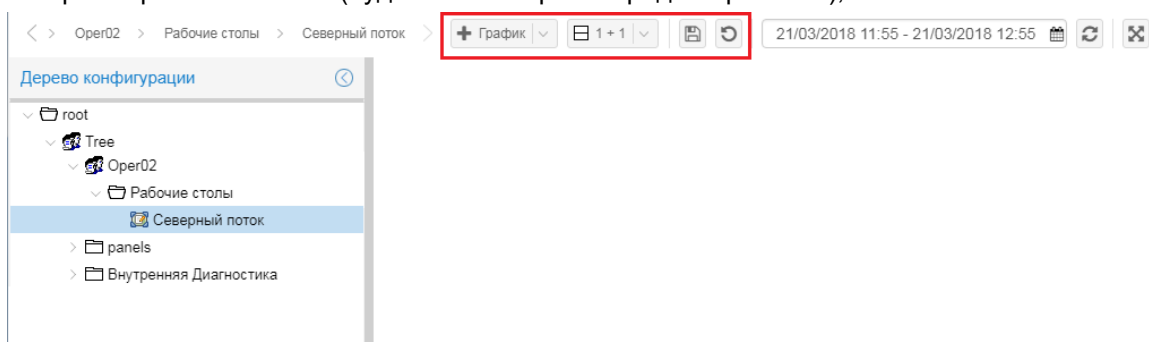 Oper02 > Рабочие столы > Северный поток > График 1 + 1 21/03/2018 11:55 - 21/03/2018 12:55
Дерево конфигурации
root
Tree
Oper02
Рабочие столы
Северный поток
panels
Внутренняя Диагностика